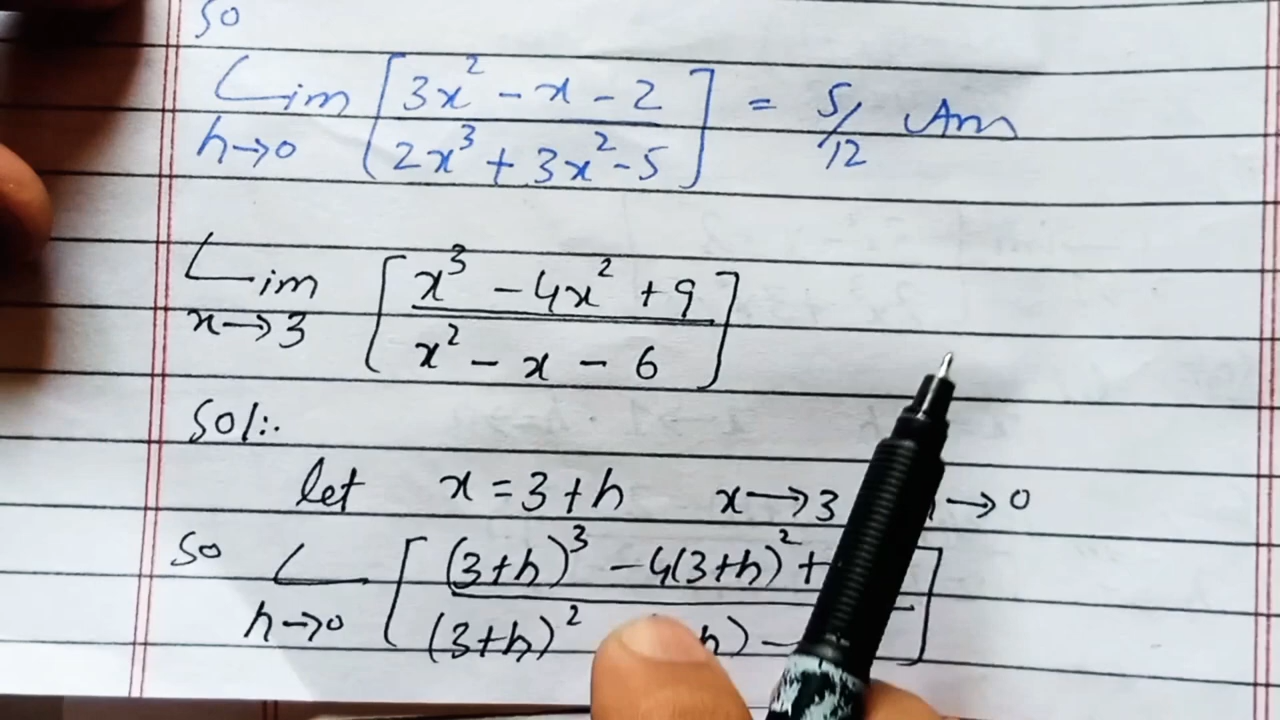 So
Lim [3x² - x - 2 / 2x³ + 3x² - 5] = 5/12 Ans
h→0
Lim [x³ - 4x² + 9 / x² - x - 6]
x→3
Sol:.
let x = 3 + h x→3 →0
So L [(3+h)³ - 4(3+h)² + / (3+h)² h) - ]
h→0